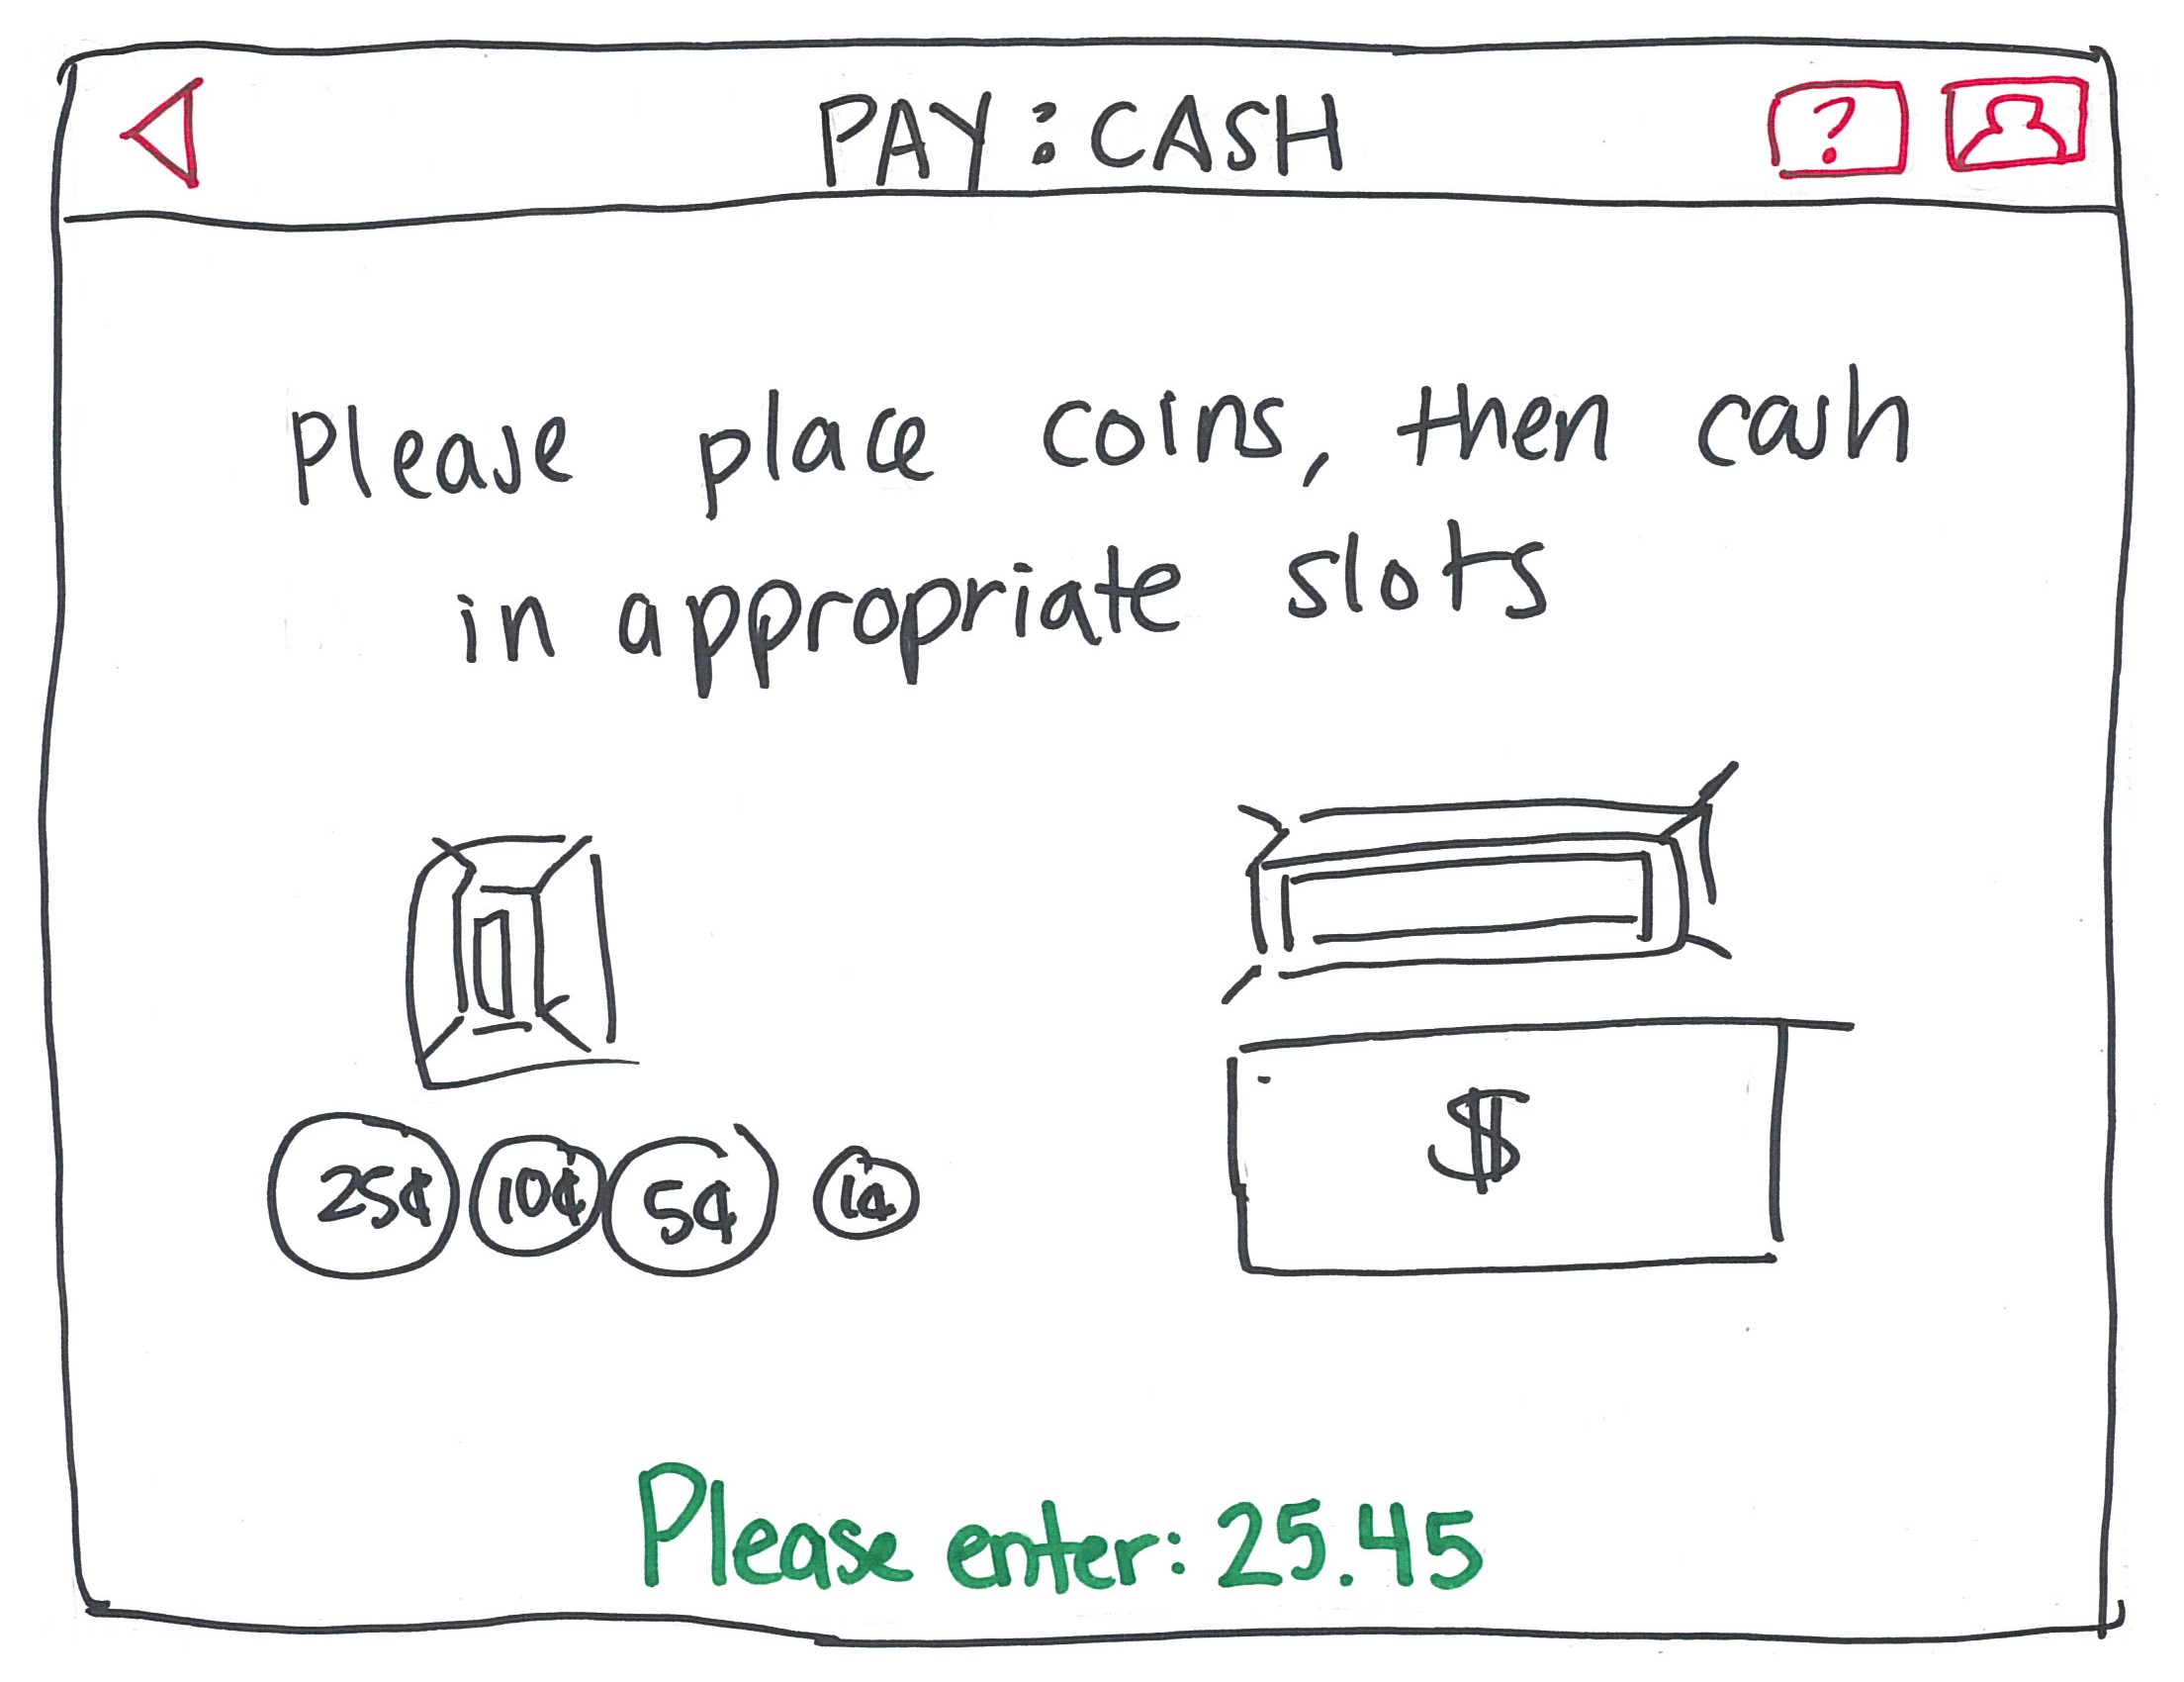 PAY: CASH
?
Please place coins, then cash
in appropriate slots
25¢ 10¢ 5¢ 1¢
$
Please enter: 25.45